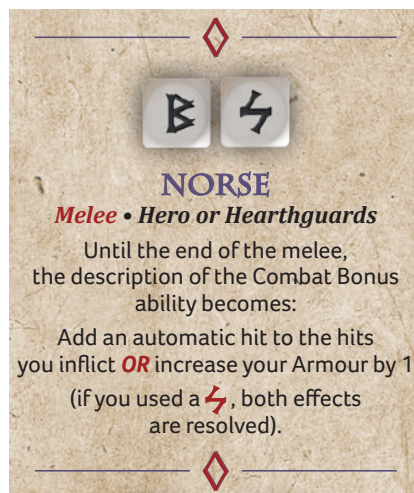 ᛒ ᛋ
NORSE
Melee • Hero or Hearthguards
Until the end of the melee,
the description of the Combat Bonus
ability becomes:
Add an automatic hit to the hits
you inflict OR increase your Armour by 1
(if you used a ᛋ, both effects
are resolved).